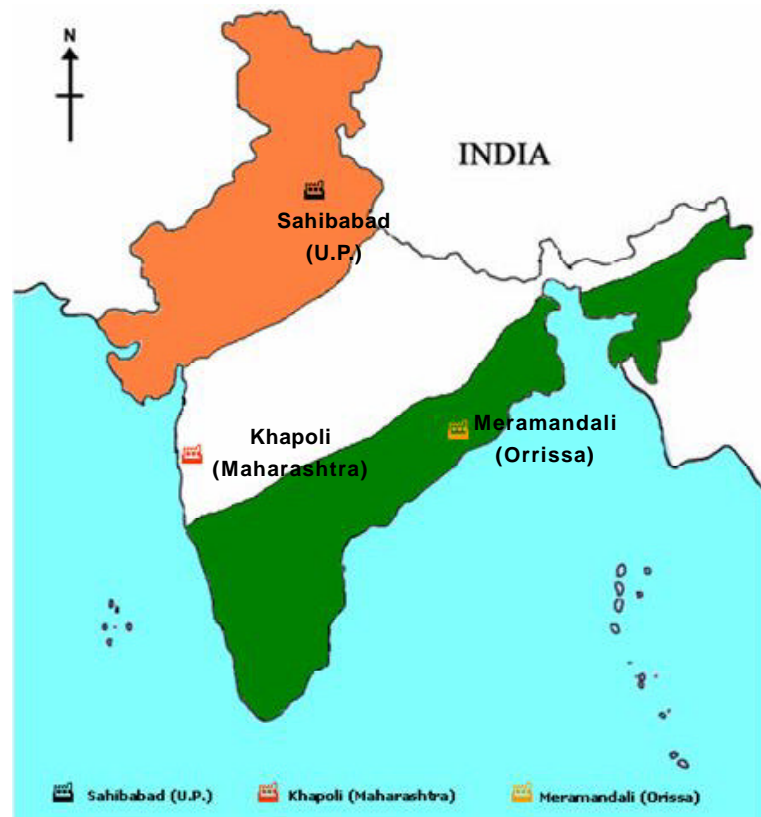 N
INDIA
Sahibabad
(U.P.)
Khapoli
(Maharashtra)
Meramandali
(Orrissa)
Sahibabad (U.P.)
Khapoli (Maharashtra)
Meramandali (Orissa)